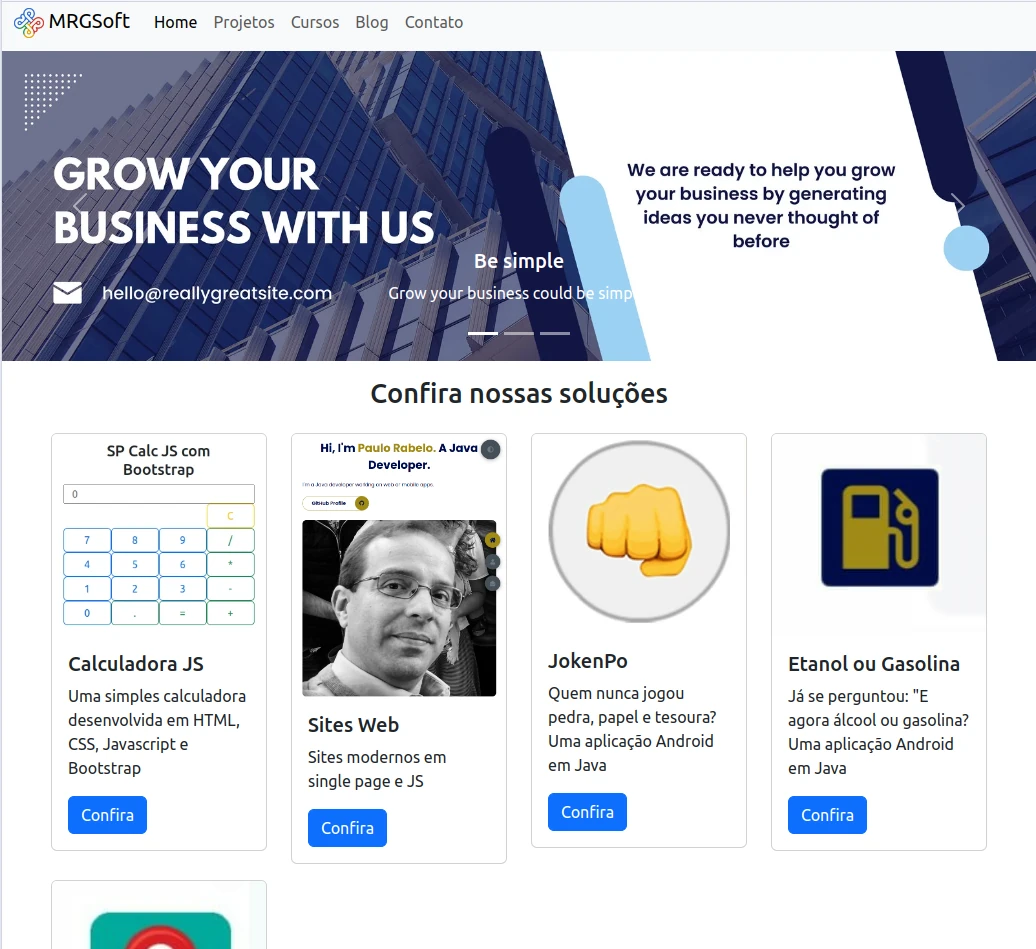 MRGSoft Home Projetos Cursos Blog Contato
GROW YOUR
BUSINESS WITH US
hello@reallygreatsite.com
We are ready to help you grow
your business by generating
ideas you never thought of
before
Be simple
Grow your business could be simp
Confira nossas soluções
SP Calc JS com
Bootstrap
0
C
7 8 9 /
4 5 6 *
1 2 3 -
0 . = +
Calculadora JS
Uma simples calculadora
desenvolvida em HTML,
CSS, Javascript e
Bootstrap
Confira
Hi, I'm Paulo Rabelo. A Java
Developer.
I'm a Java developer working on web or mobile apps.
GitHub Profile
Sites Web
Sites modernos em
single page e JS
Confira
JokenPo
Quem nunca jogou
pedra, papel e tesoura?
Uma aplicação Android
em Java
Confira
Etanol ou Gasolina
Já se perguntou: "E
agora álcool ou gasolina?
Uma aplicação Android
em Java
Confira